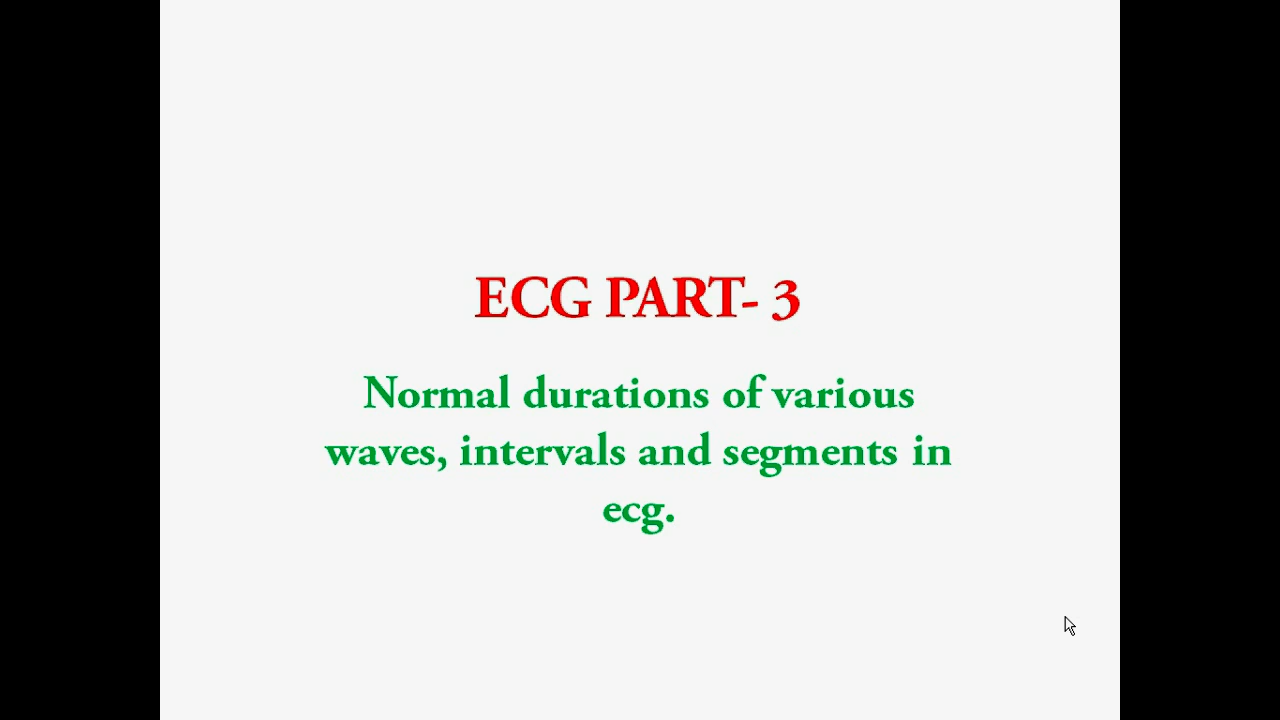 ECG PART- 3
Normal durations of various
waves, intervals and segments in
ecg.